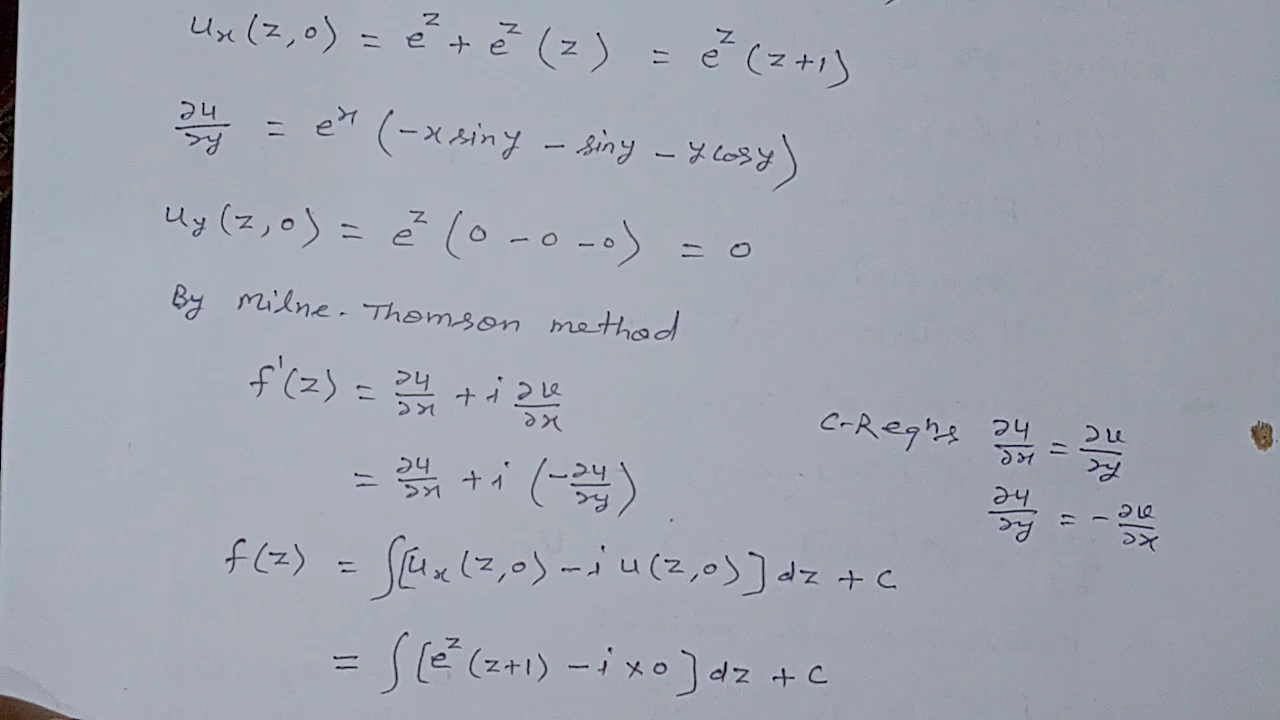 uₓ(z,0) = e^z + e^z (z) = e^z (z+1)
∂u/∂y = e^x (-x sin y - sin y - y cos y)
u_y (z,0) = e^z (0 - 0 - 0) = 0
By Milne-Thomson method
f'(z) = ∂u/∂x + i ∂v/∂x
C-R eqⁿs ∂u/∂x = ∂v/∂y
= ∂u/∂x + i (-∂u/∂y)
∂u/∂y = - ∂v/∂x
f(z) = ∫[uₓ(z,0) - i u(z,0)] dz + c
= ∫[e^z (z+1) - i × 0] dz + c